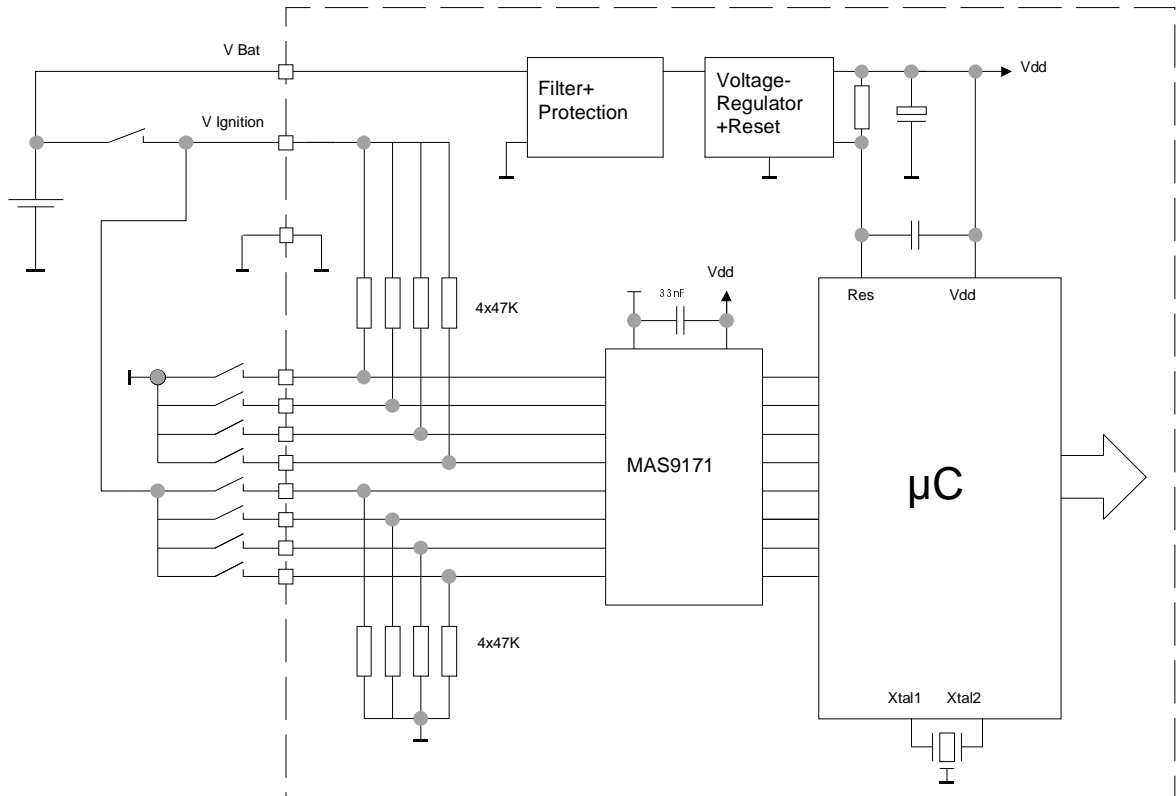 V Bat
Filter+
Protection
Voltage-
Regulator
+Reset
Vdd
V Ignition
4x47K
33nF
Vdd
Res
Vdd
MAS9171
µC
4x47K
Xtal1
Xtal2